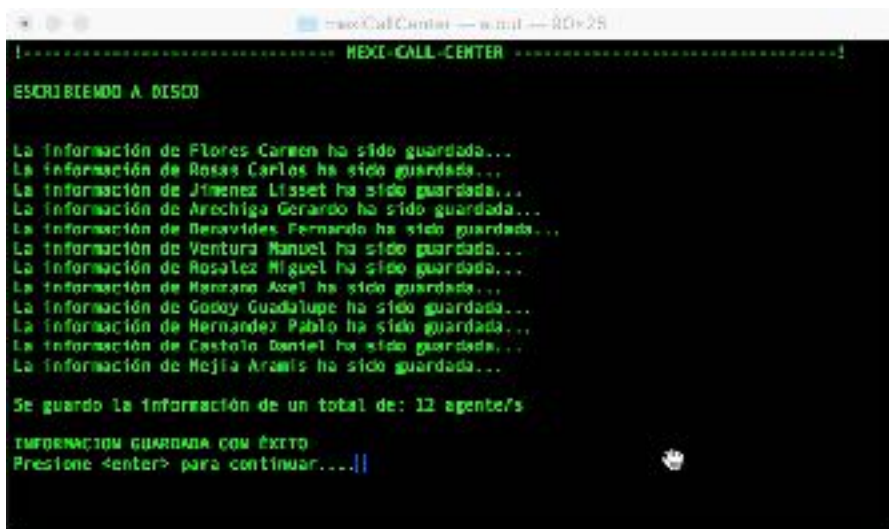 mexiCallCenter — a.out — 80×25
!-------------------------------- MEXI-CALL-CENTER ---------------------------------!
ESCRIBIENDO A DISCO
La información de Flores Carmen ha sido guardada...
La información de Rosas Carlos ha sido guardada...
La información de Jimenez Lisset ha sido guardada...
La información de Arechiga Gerardo ha sido guardada...
La información de Benavides Fernando ha sido guardada...
La información de Ventura Manuel ha sido guardada...
La información de Rosalez Miguel ha sido guardada...
La información de Manzano Axel ha sido guardada...
La información de Godoy Guadalupe ha sido guardada...
La información de Hernandez Pablo ha sido guardada...
La información de Castolo Daniel ha sido guardada...
La información de Mejia Aramis ha sido guardada...
Se guardo la información de un total de: 12 agente/s
INFORMACION GUARDADA CON ÉXITO
Presione <enter> para continuar....